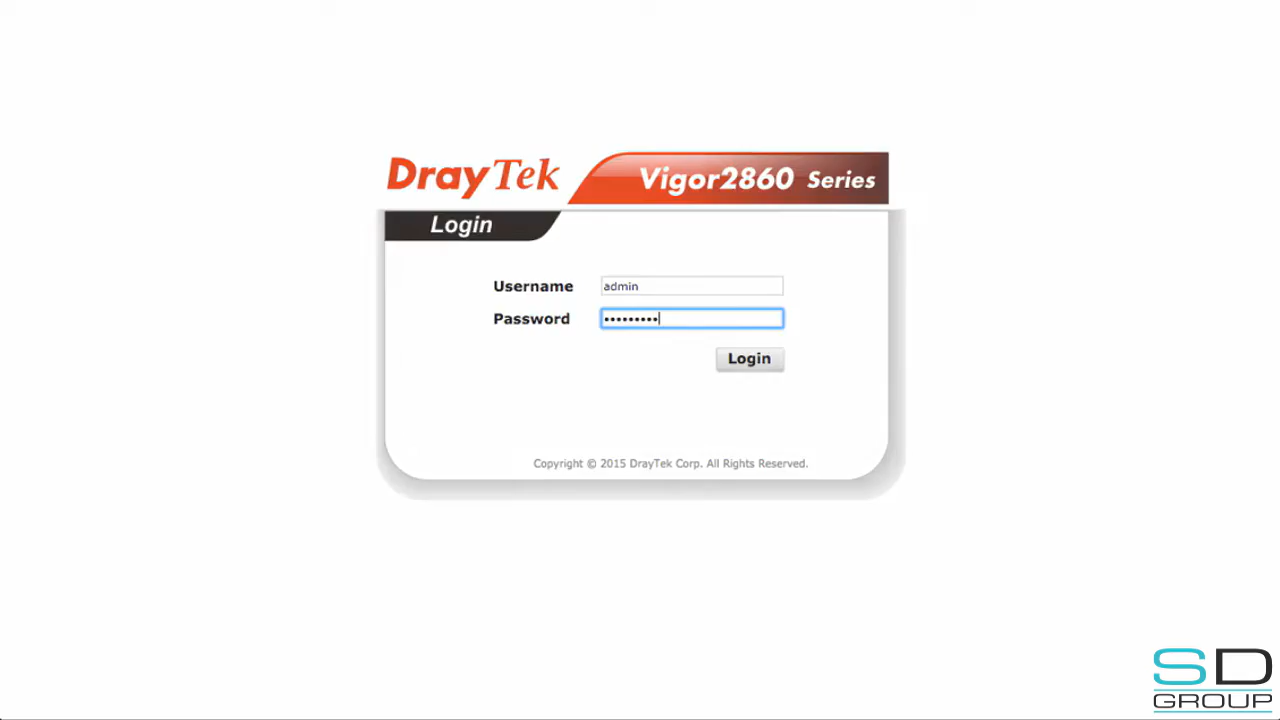 DrayTek
Vigor2860 Series
Login
Username admin
Password •••••••••
Login
Copyright © 2015 DrayTek Corp. All Rights Reserved.
SD
GROUP